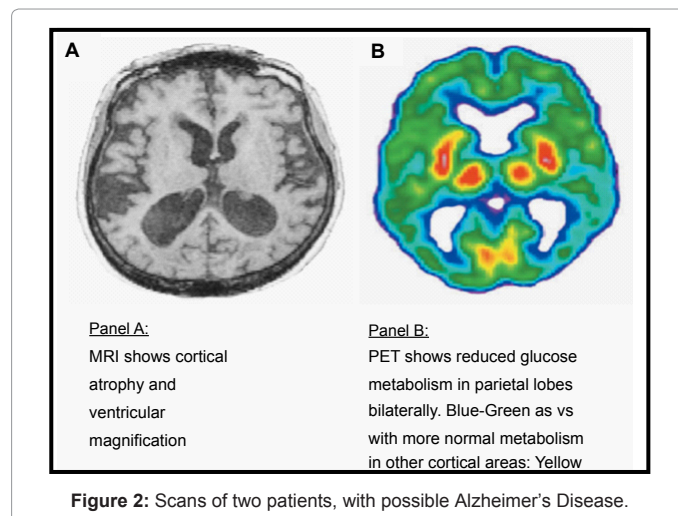 A
B
Panel A:
MRI shows cortical
atrophy and
ventricular
magnification
Panel B:
PET shows reduced glucose
metabolism in parietal lobes
bilaterally. Blue-Green as vs
with more normal metabolism
in other cortical areas: Yellow
Figure 2: Scans of two patients, with possible Alzheimer's Disease.